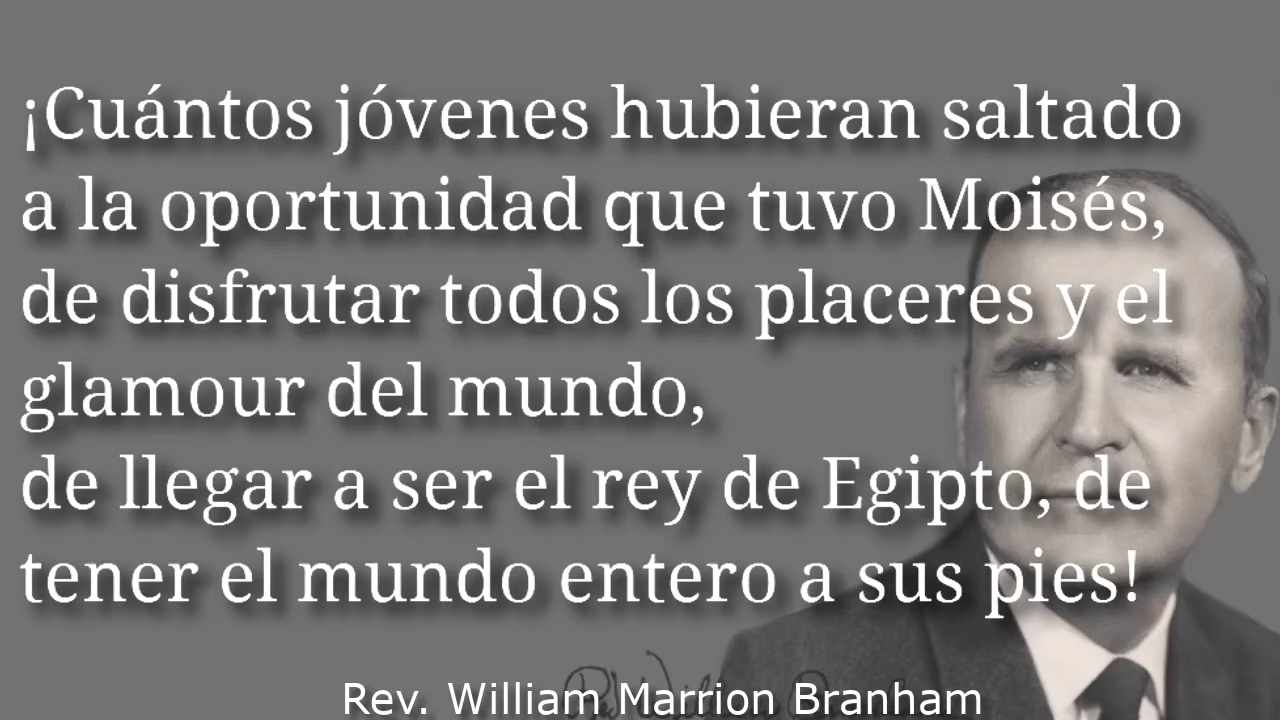 ¡Cuántos jóvenes hubieran saltado
a la oportunidad que tuvo Moisés,
de disfrutar todos los placeres y el
glamour del mundo,
de llegar a ser el rey de Egipto, de
tener el mundo entero a sus pies!
Rev. William Marrion Branham